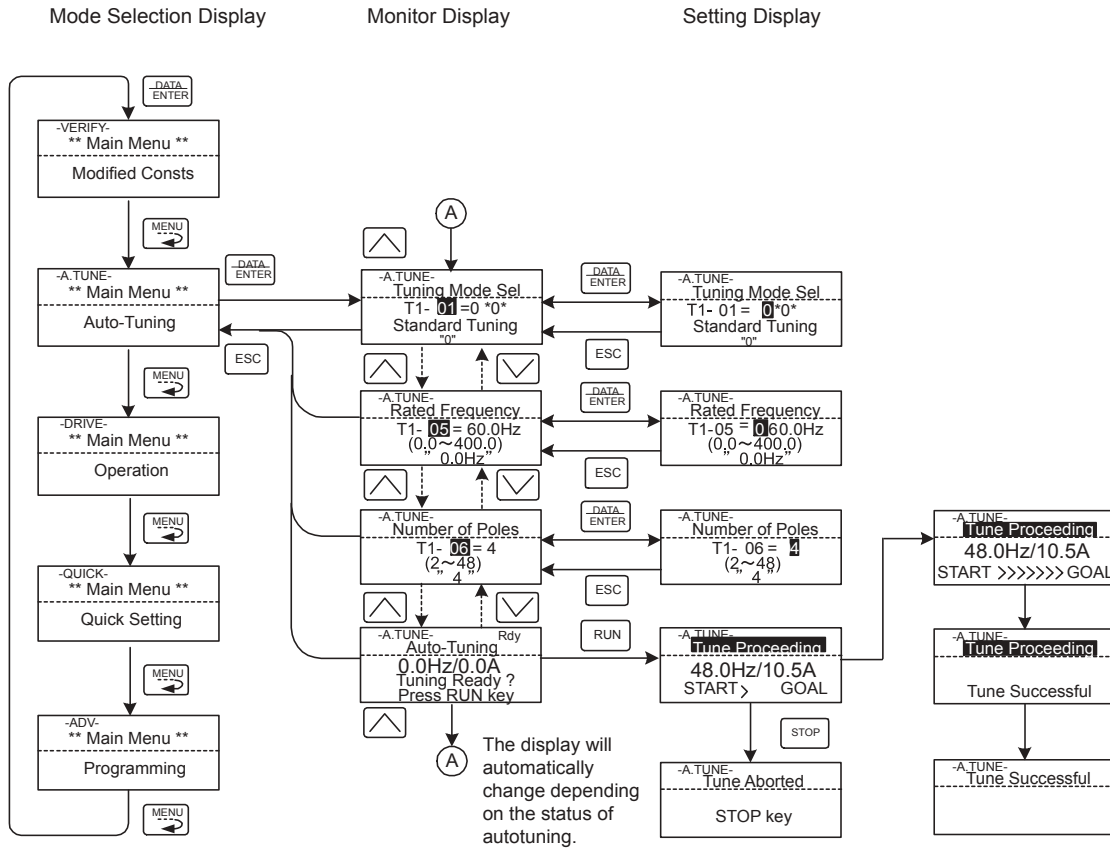 Mode Selection Display
Monitor Display
Setting Display
DATA
ENTER
-VERIFY-
** Main Menu **
Modified Consts
MENU
-A.TUNE-
** Main Menu **
Auto-Tuning
DATA
ENTER
ESC
MENU
-DRIVE-
** Main Menu **
Operation
MENU
-QUICK-
** Main Menu **
Quick Setting
MENU
-ADV-
** Main Menu **
Programming
MENU
A
-A.TUNE-
Tuning Mode Sel
T1- 01 =0 *0*
Standard Tuning
"0"
DATA
ENTER
ESC
-A.TUNE-
Tuning Mode Sel
T1- 01 = 0 *0*
Standard Tuning
"0"
-A.TUNE-
Rated Frequency
T1- 05 = 60.0Hz
(0.0～400.0)
" 0.0Hz"
DATA
ENTER
ESC
-A.TUNE-
Rated Frequency
T1-05 = 060.0Hz
(0.0～400.0)
" 0.0Hz"
-A.TUNE-
Number of Poles
T1- 06 = 4
(2～48)
" 4 "
DATA
ENTER
ESC
-A.TUNE-
Number of Poles
T1- 06 = 4
(2～48)
" 4 "
-A.TUNE- Rdy
Auto-Tuning
0.0Hz/0.0A
Tuning Ready ?
Press RUN key
RUN
-A.TUNE-
Tune Proceeding
48.0Hz/10.5A
START > GOAL
A
The display will
automatically
change depending
on the status of
autotuning.
STOP
-A.TUNE-
Tune Aborted
STOP key
-A.TUNE-
Tune Proceeding
48.0Hz/10.5A
START >>>>>>> GOAL
-A.TUNE-
Tune Proceeding
Tune Successful
-A.TUNE-
Tune Successful